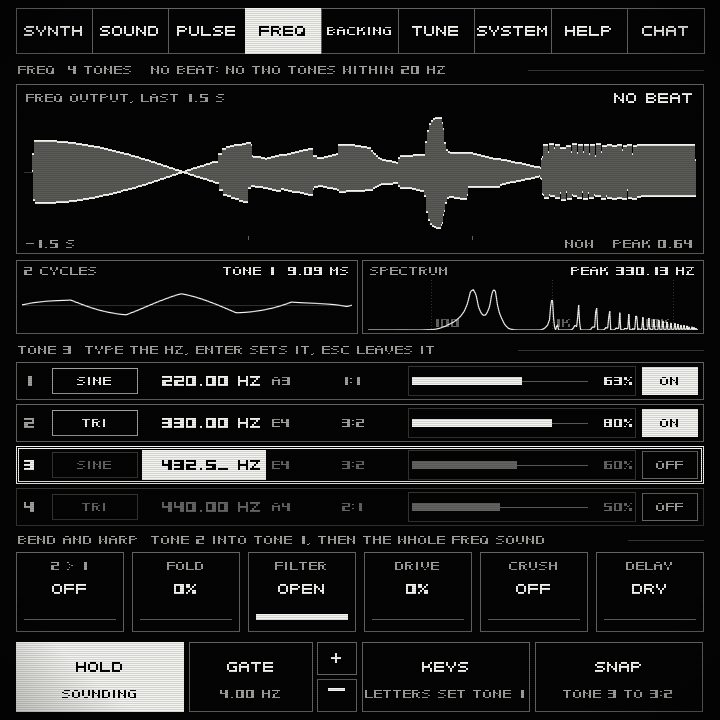 SYNTH SOUND PULSE FREQ BACKING TUNE SYSTEM HELP CHAT
FREQ 4 TONES NO BEAT: NO TWO TONES WITHIN 20 HZ
FREQ OUTPUT, LAST 1.5 S NO BEAT
-1.5 S NOW PEAK 0.64
2 CYCLES TONE 1 9.09 MS
SPECTRUM PEAK 330.13 HZ
100 1K 10K
TONE 3 TYPE THE HZ, ENTER SETS IT, ESC LEAVES IT
1 SINE 220.00 HZ A3 1:1 63% ON
2 TRI 330.00 HZ E4 3:2 80% ON
3 SINE 432.5_ HZ E4 3:2 60% OFF
4 TRI 440.00 HZ A4 2:1 50% OFF
BEND AND WARP TONE 2 INTO TONE 1, THEN THE WHOLE FREQ SOUND
2 > 1 FOLD FILTER DRIVE CRUSH DELAY
OFF 0% OPEN 0% OFF DRY
HOLD GATE + KEYS SNAP
SOUNDING 4.00 HZ - LETTERS SET TONE 1 TONE 3 TO 3:2